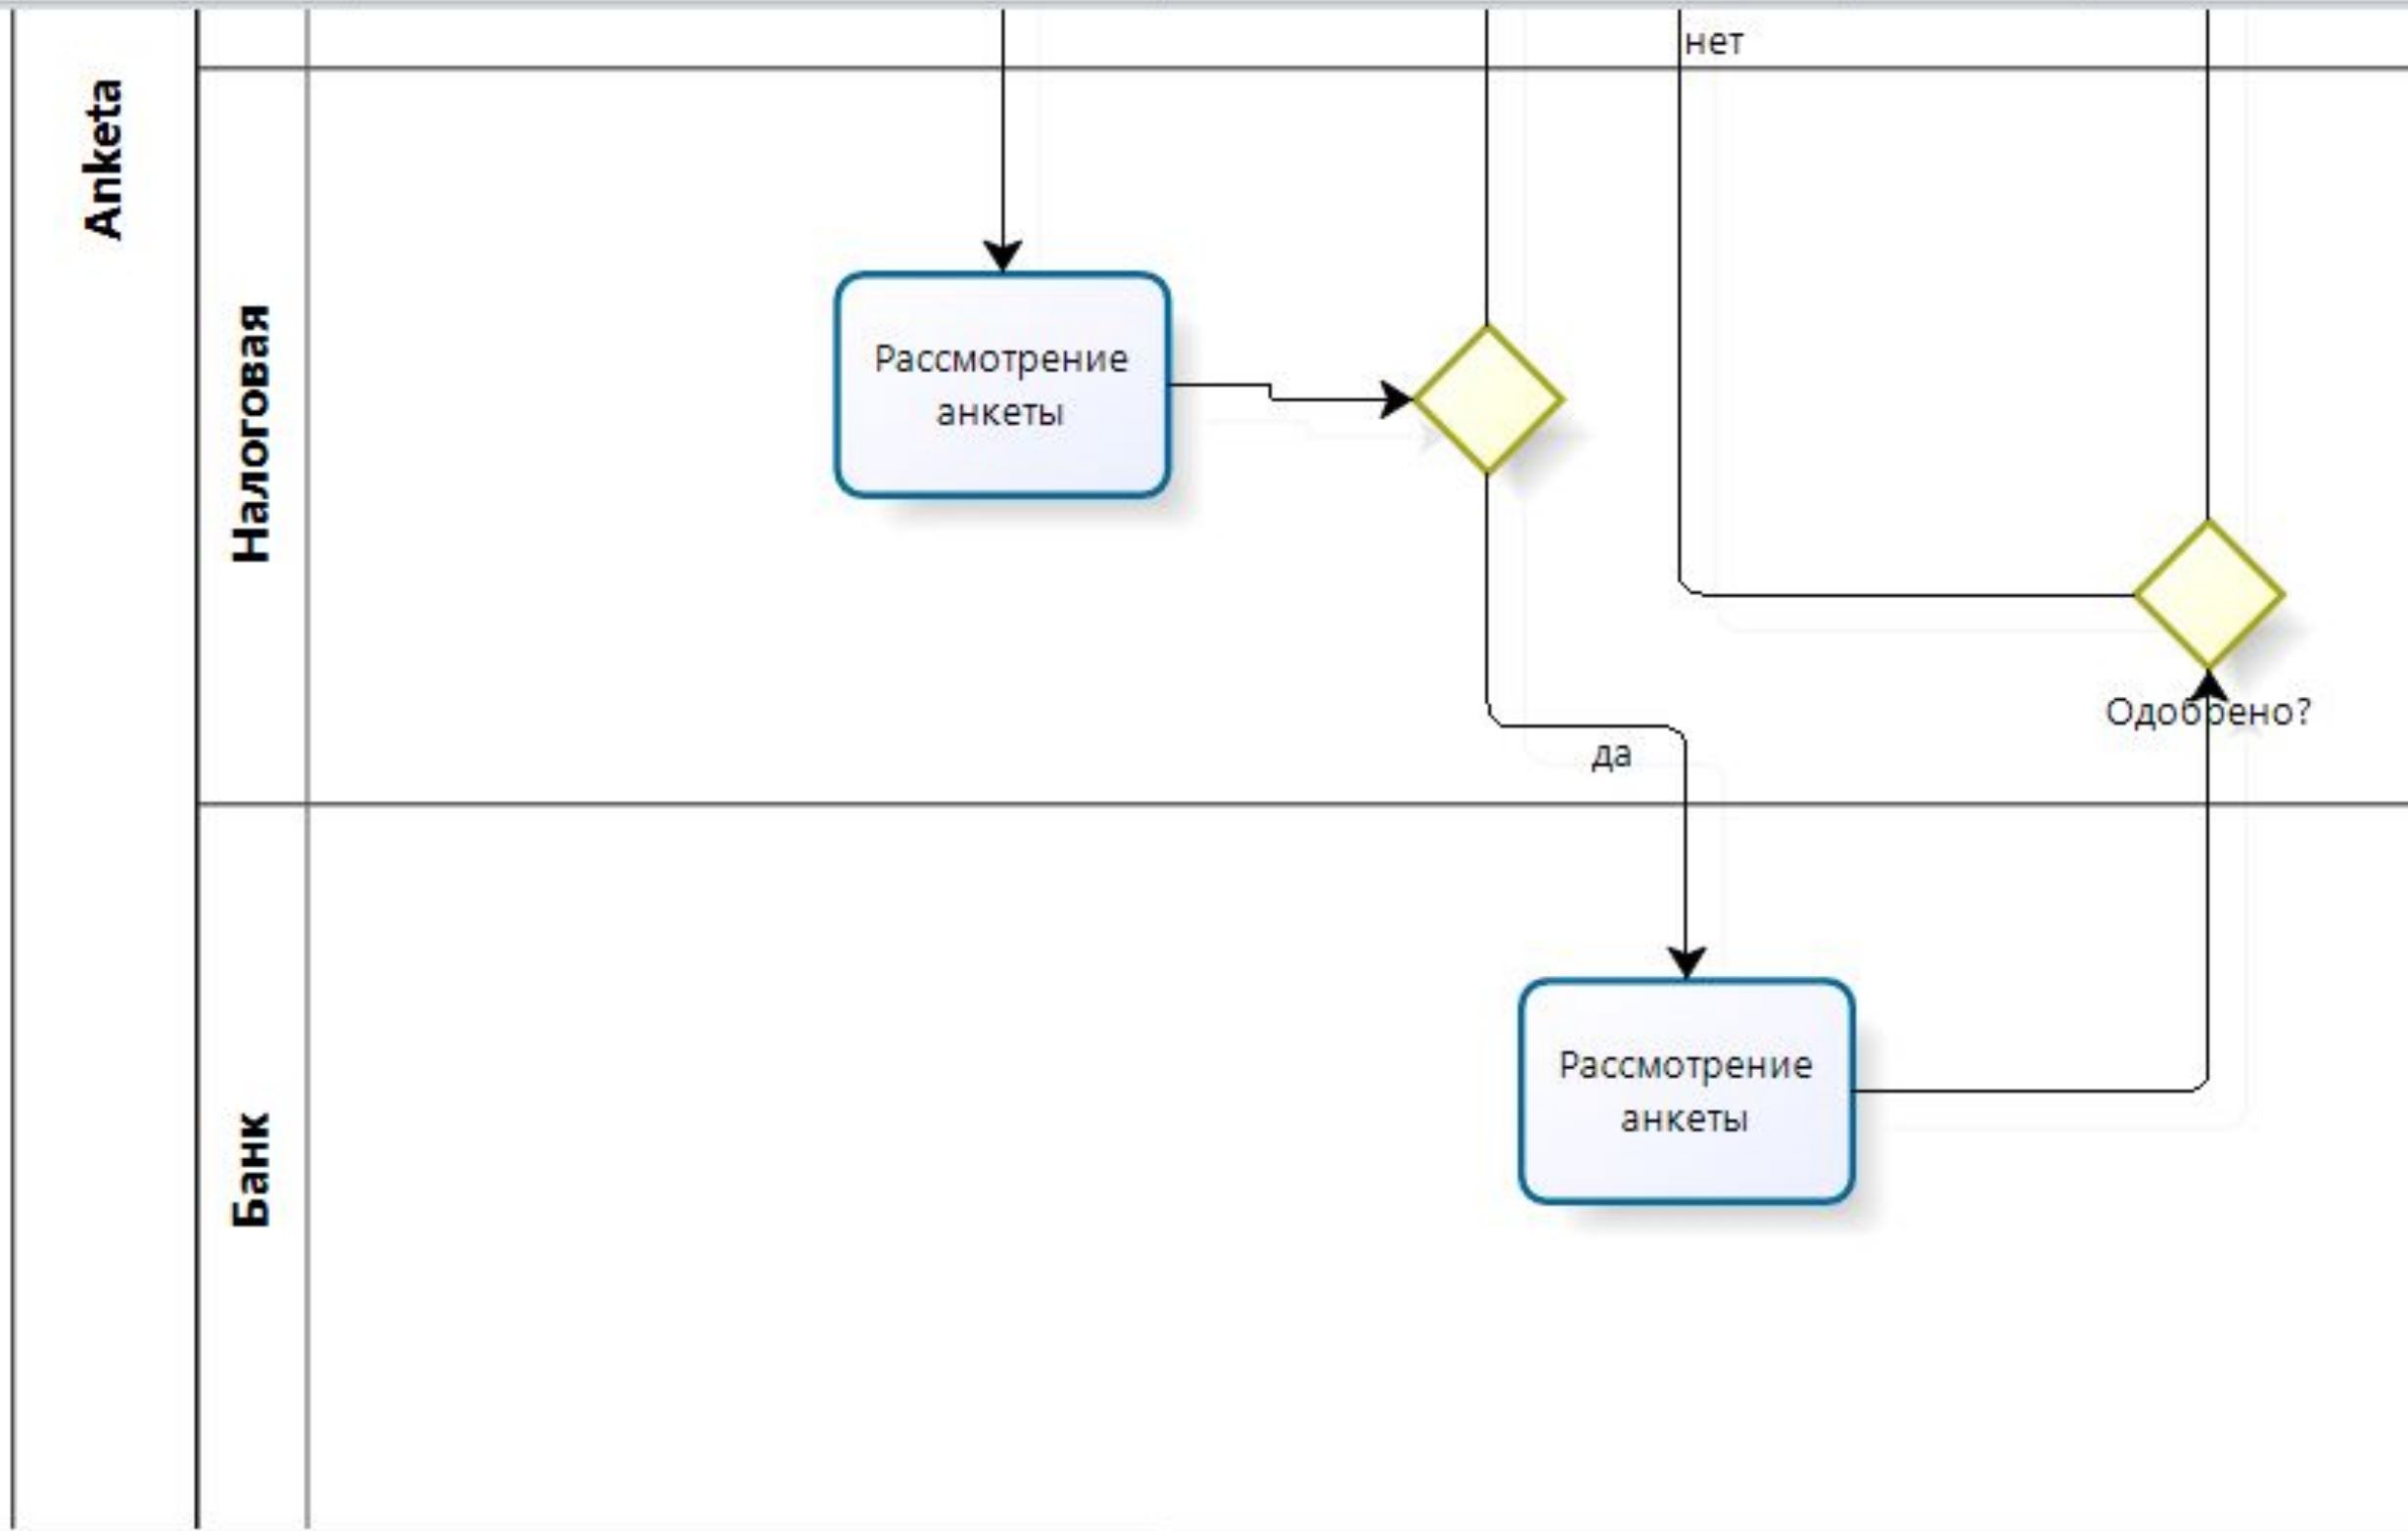 нет
Anketa
Налоговая
Рассмотрение
анкеты
Одобрено?
да
Банк
Рассмотрение
анкеты